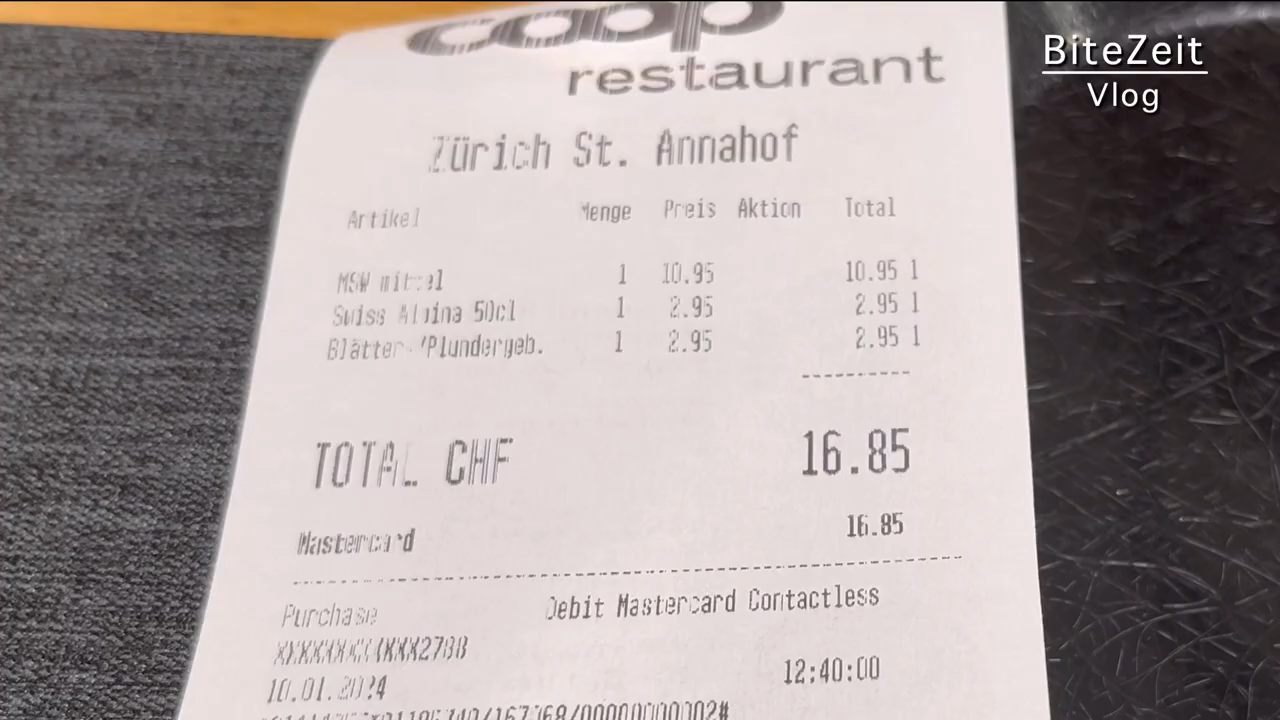 coop
restaurant
BiteZeit
Vlog
Zürich St. Annahof
Artikel Menge Preis Aktion Total
MSW mittel 1 10.95 10.95 1
Suiss Alpina 50cl 1 2.95 2.95 1
Blätter-/Plundergeb. 1 2.95 2.95 1
TOTAL CHF 16.85
Mastercard 16.85
Purchase Debit Mastercard Contactless
10.01.2024 12:40:00